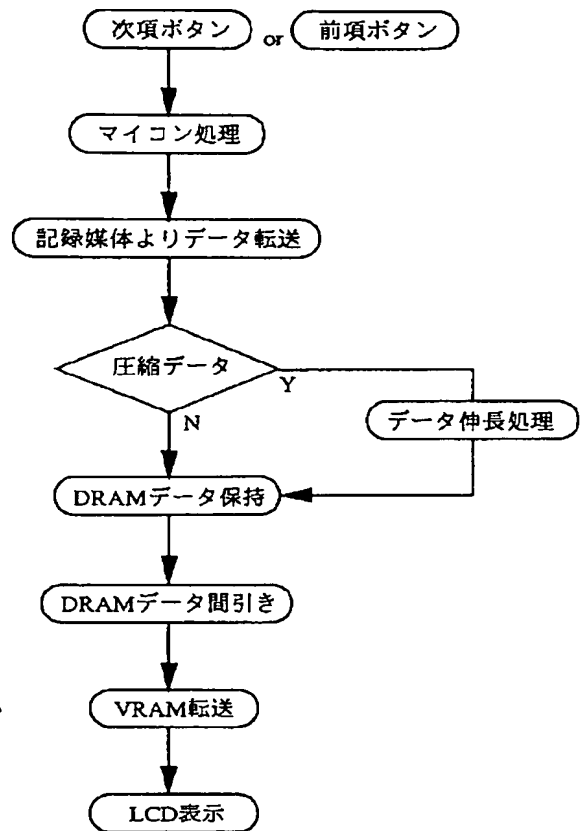 次項ボタン or 前項ボタン
マイコン処理
記録媒体よりデータ転送
圧縮データ
Y
N
データ伸長処理
DRAMデータ保持
DRAMデータ間引き
VRAM転送
LCD表示